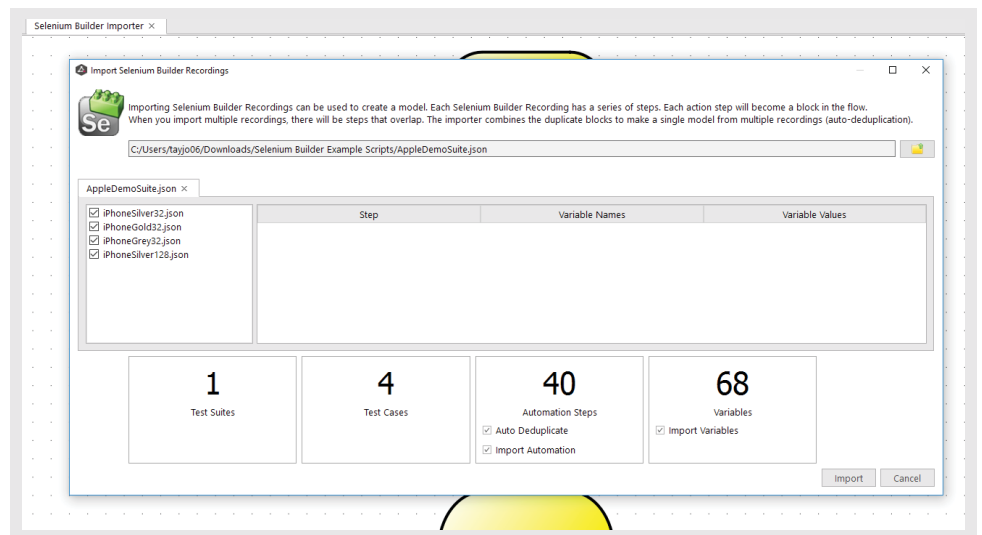 Selenium Builder Importer ×
Import Selenium Builder Recordings
Se
Importing Selenium Builder Recordings can be used to create a model. Each Selenium Builder Recording has a series of steps. Each action step will become a block in the flow.
When you import multiple recordings, there will be steps that overlap. The importer combines the duplicate blocks to make a single model from multiple recordings (auto-deduplication).
C:/Users/tayjo06/Downloads/Selenium Builder Example Scripts/AppleDemoSuite.json
AppleDemoSuite.json ×
iPhoneSilver32.json
iPhoneGold32.json
iPhoneGrey32.json
iPhoneSilver128.json
Step Variable Names Variable Values
1
Test Suites
4
Test Cases
40
Automation Steps
Auto Deduplicate
Import Automation
68
Variables
Import Variables
Import Cancel